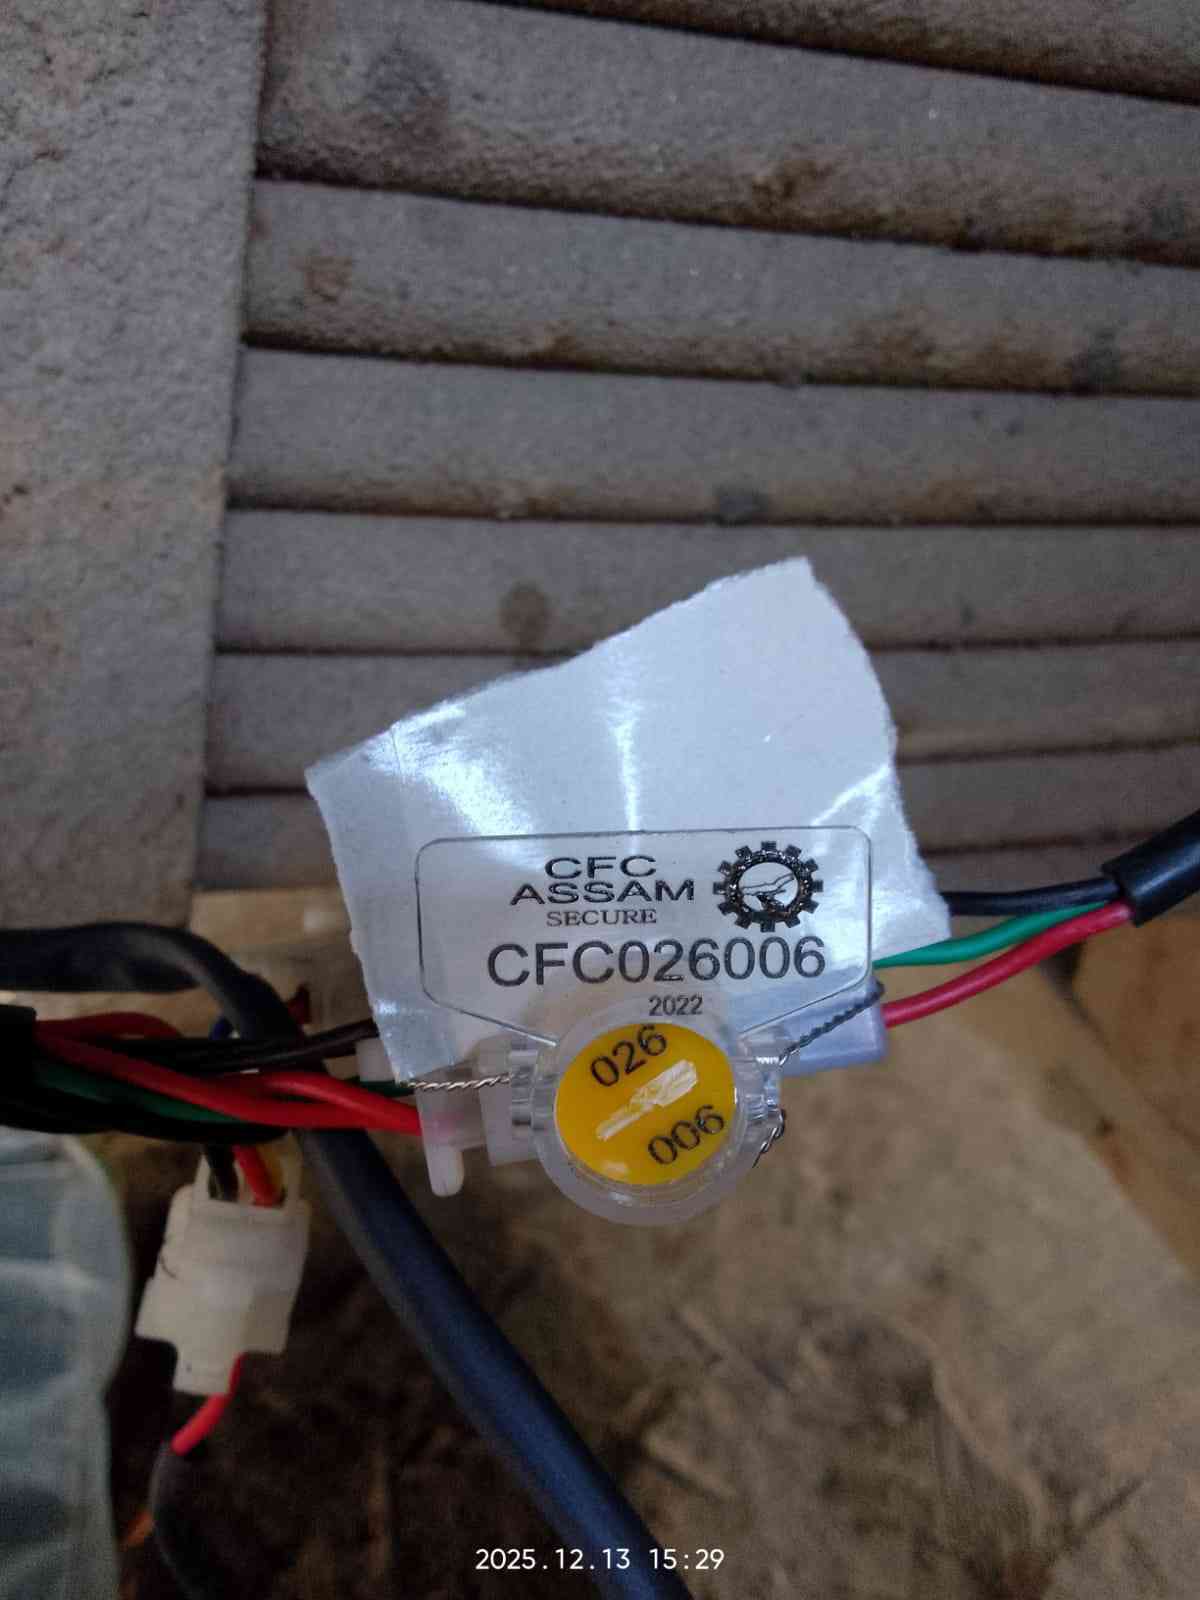 CFC
ASSAM
SECURE
CFC026006
2022
026
006
2025.12.13 15:29